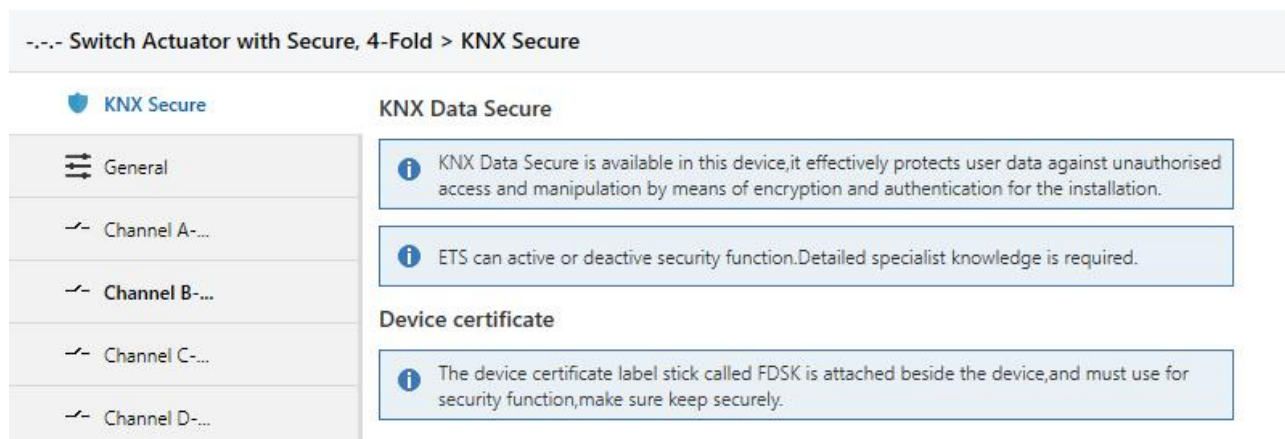 -.-.- Switch Actuator with Secure, 4-Fold > KNX Secure
KNX Secure
General
Channel A-...
Channel B-...
Channel C-...
Channel D-...
KNX Data Secure
KNX Data Secure is available in this device,it effectively protects user data against unauthorised
access and manipulation by means of encryption and authentication for the installation.
ETS can active or deactive security function.Detailed specialist knowledge is required.
Device certificate
The device certificate label stick called FDSK is attached beside the device,and must use for
security function,make sure keep securely.